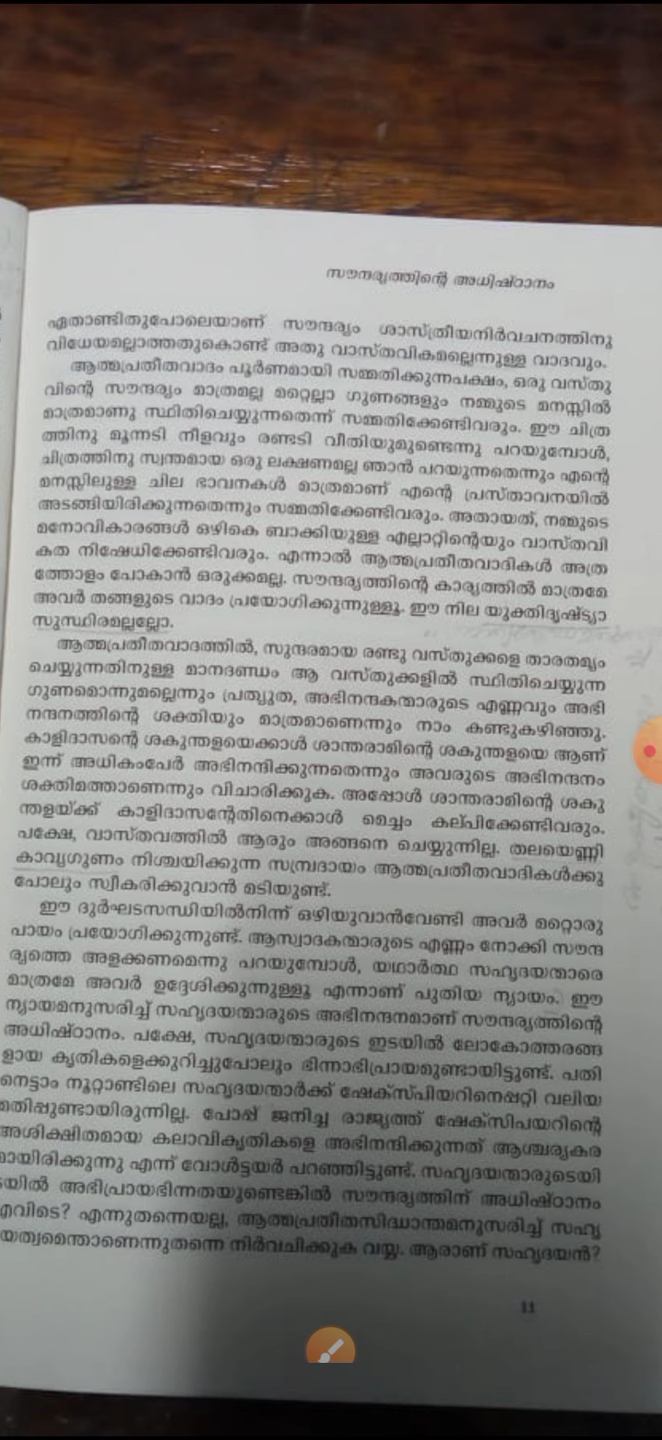 സൗന്ദര്യത്തിന്റെ അധിഷ്ഠാനം
ഏതാണ്ടിതുപോലെയാണ് സൗന്ദര്യം ശാസ്ത്രീയനിർവചനത്തിനു
വിധേയമല്ലാത്തതുകൊണ്ട് അതു വാസ്തവികമല്ലെന്നുള്ള വാദവും.
ആത്മപ്രതീതവാദം പൂർണമായി സമ്മതിക്കുന്നപക്ഷം, ഒരു വസ്തു
വിന്റെ സൗന്ദര്യം മാത്രമല്ല മറ്റെല്ലാ ഗുണങ്ങളും നമ്മുടെ മനസ്സിൽ
മാത്രമാണു സ്ഥിതിചെയ്യുന്നതെന്ന് സമ്മതിക്കേണ്ടിവരും. ഈ ചിത്ര
ത്തിനു മൂന്നടി നീളവും രണ്ടടി വീതിയുമുണ്ടെന്നു പറയുമ്പോൾ,
ചിത്രത്തിനു സ്വന്തമായ ഒരു ലക്ഷണമല്ല ഞാൻ പറയുന്നതെന്നും എന്റെ
മനസ്സിലുള്ള ചില ഭാവനകൾ മാത്രമാണ് എന്റെ പ്രസ്താവനയിൽ
അടങ്ങിയിരിക്കുന്നതെന്നും സമ്മതിക്കേണ്ടിവരും. അതായത്, നമ്മുടെ
മനോവികാരങ്ങൾ ഒഴികെ ബാക്കിയുള്ള എല്ലാറ്റിന്റെയും വാസ്തവി
കത നിഷേധിക്കേണ്ടിവരും. എന്നാൽ ആത്മപ്രതീതവാദികൾ അത്ര
ത്തോളം പോകാൻ ഒരുക്കമല്ല. സൗന്ദര്യത്തിന്റെ കാര്യത്തിൽ മാത്രമേ
അവർ തങ്ങളുടെ വാദം പ്രയോഗിക്കുന്നുള്ളൂ. ഈ നില യുക്തിദൃഷ്ട്യാ
സുസ്ഥിരമല്ലല്ലോ.
ആത്മപ്രതീതവാദത്തിൽ, സുന്ദരമായ രണ്ടു വസ്തുക്കളെ താരതമ്യം
ചെയ്യുന്നതിനുള്ള മാനദണ്ഡം ആ വസ്തുക്കളിൽ സ്ഥിതിചെയ്യുന്ന
ഗുണമൊന്നുമല്ലെന്നും പ്രത്യുത, അഭിനന്ദകന്മാരുടെ എണ്ണവും അഭി
നന്ദനത്തിന്റെ ശക്തിയും മാത്രമാണെന്നും നാം കണ്ടുകഴിഞ്ഞു.
കാളിദാസന്റെ ശകുന്തളയെക്കാൾ ശാന്തരാമിന്റെ ശകുന്തളയെ ആണ്
ഇന്ന് അധികംപേർ അഭിനന്ദിക്കുന്നതെന്നും അവരുടെ അഭിനന്ദനം
ശക്തിമത്താണെന്നും വിചാരിക്കുക. അപ്പോൾ ശാന്തരാമിന്റെ ശകു
ന്തളയ്ക്ക് കാളിദാസന്റേതിനെക്കാൾ മെച്ചം കല്പിക്കേണ്ടിവരും.
പക്ഷേ, വാസ്തവത്തിൽ ആരും അങ്ങനെ ചെയ്യുന്നില്ല. തലയെണ്ണി
കാവ്യഗുണം നിശ്ചയിക്കുന്ന സമ്പ്രദായം ആത്മപ്രതീതവാദികൾക്കു
പോലും സ്വീകരിക്കുവാൻ മടിയുണ്ട്.
ഈ ദുർഘടസന്ധിയിൽനിന്ന് ഒഴിയുവാൻവേണ്ടി അവർ മറ്റൊരു
പായം പ്രയോഗിക്കുന്നുണ്ട്. ആസ്വാദകന്മാരുടെ എണ്ണം നോക്കി സൗന്ദ
ര്യത്തെ അളക്കണമെന്നു പറയുമ്പോൾ, യഥാർത്ഥ സഹൃദയന്മാരെ
മാത്രമേ അവർ ഉദ്ദേശിക്കുന്നുള്ളൂ എന്നാണ് പുതിയ ന്യായം. ഈ
ന്യായമനുസരിച്ച് സഹൃദയന്മാരുടെ അഭിനന്ദനമാണ് സൗന്ദര്യത്തിന്റെ
അധിഷ്ഠാനം. പക്ഷേ, സഹൃദയന്മാരുടെ ഇടയിൽ ലോകോത്തരങ്ങ
ളായ കൃതികളെക്കുറിച്ചുപോലും ഭിന്നാഭിപ്രായമുണ്ടായിട്ടുണ്ട്. പതി
നെട്ടാം നൂറ്റാണ്ടിലെ സഹൃദയന്മാർക്ക് ഷേക്സ്പിയറിനെപ്പറ്റി വലിയ
മതിപ്പുണ്ടായിരുന്നില്ല. പോപ്പ് ജനിച്ച രാജ്യത്ത് ഷേക്സിപയറിന്റെ
അശിക്ഷിതമായ കലാവികൃതികളെ അഭിനന്ദിക്കുന്നത് ആശ്ചര്യകര
മായിരിക്കുന്നു എന്ന് വോൾട്ടയർ പറഞ്ഞിട്ടുണ്ട്. സഹൃദയന്മാരുടെയി
ടയിൽ അഭിപ്രായഭിന്നതയുണ്ടെങ്കിൽ സൗന്ദര്യത്തിന് അധിഷ്ഠാനം
എവിടെ? എന്നുതന്നെയല്ല, ആത്മപ്രതീതസിദ്ധാന്തമനുസരിച്ച് സഹൃ
യത്വമെന്താണെന്നുതന്നെ നിർവചിക്കുക വയ്യ. ആരാണ് സഹൃദയൻ?
11